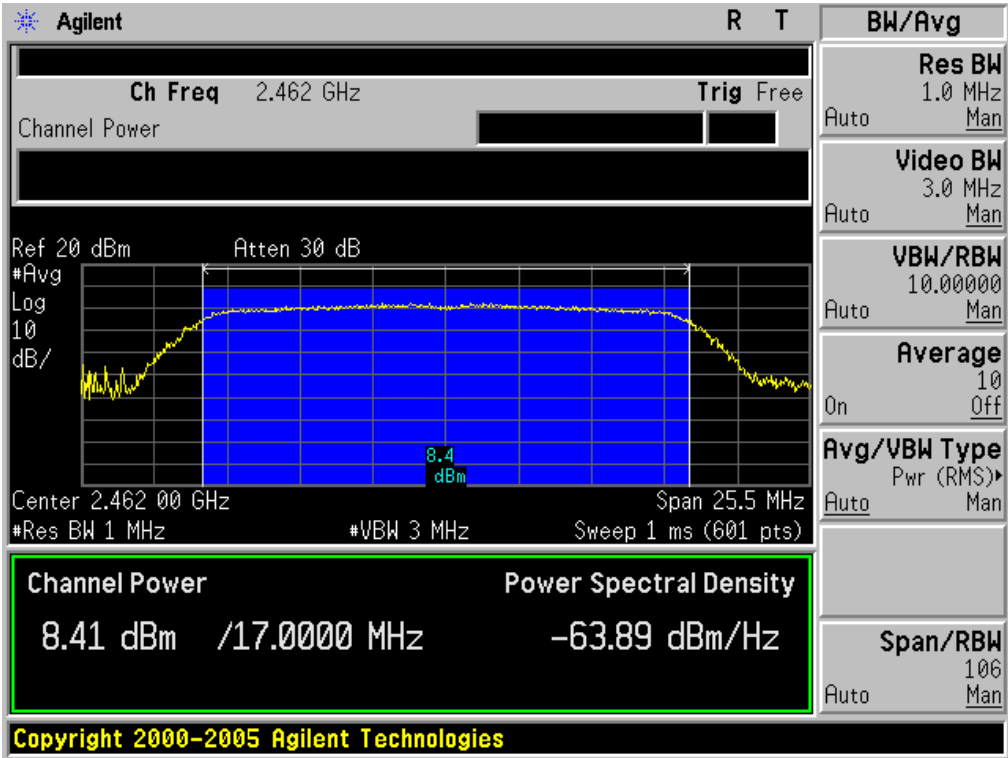 Agilent R T
Ch Freq 2.462 GHz Trig Free
Channel Power
Ref 20 dBm Atten 30 dB
#Avg
Log
10
dB/
8.4
dBm
Center 2.462 00 GHz Span 25.5 MHz
#Res BW 1 MHz #VBW 3 MHz Sweep 1 ms (601 pts)
Channel Power Power Spectral Density
8.41 dBm /17.0000 MHz -63.89 dBm/Hz
Copyright 2000-2005 Agilent Technologies
BW/Avg
Res BW
1.0 MHz
Auto Man
Video BW
3.0 MHz
Auto Man
VBW/RBW
10.00000
Auto Man
Average
10
On Off
Avg/VBW Type
Pwr (RMS)▸
Auto Man
Span/RBW
106
Auto Man